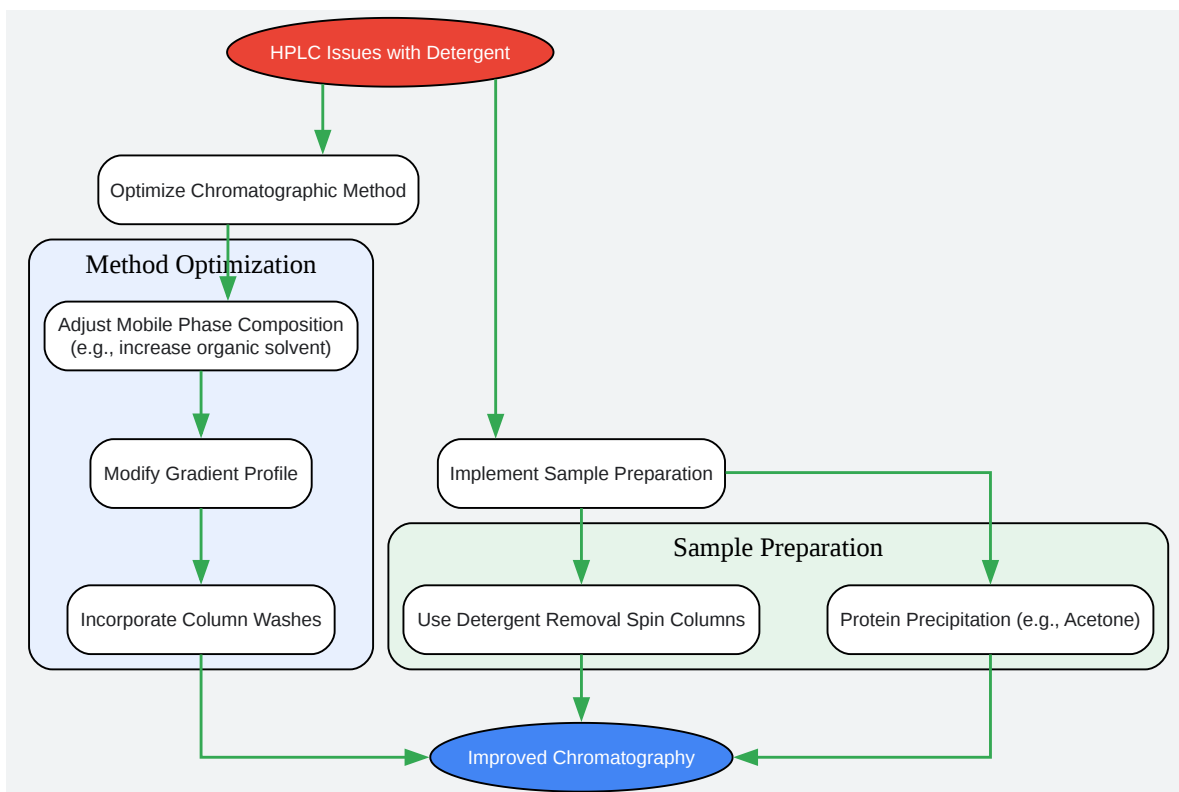 HPLC Issues with Detergent
Optimize Chromatographic Method
Method Optimization
Adjust Mobile Phase Composition
(e.g., increase organic solvent)
Modify Gradient Profile
Implement Sample Preparation
Sample Preparation
Incorporate Column Washes
Use Detergent Removal Spin Columns
Protein Precipitation (e.g., Acetone)
Improved Chromatography